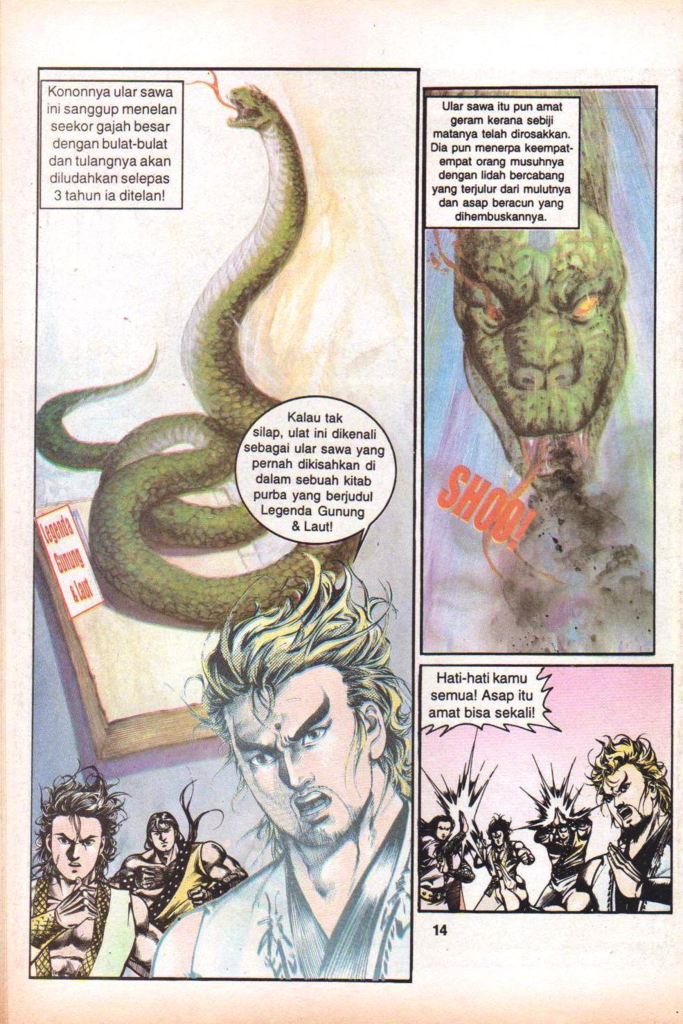 Kononnya ular sawa
ini sanggup menelan
seekor gajah besar
dengan bulat-bulat
dan tulangnya akan
diludahkan selepas
3 tahun ia ditelan!
Kalau tak
silap, ulat ini dikenali
sebagai ular sawa yang
pernah dikisahkan di
dalam sebuah kitab
purba yang berjudul
Legenda Gunung
& Laut!
Legenda
Gunung
& Laut
Ular sawa itu pun amat
geram kerana sebiji
matanya telah dirosakkan.
Dia pun menerpa keempat-
empat orang musuhnya
dengan lidah bercabang
yang terjulur dari mulutnya
dan asap beracun yang
dihembuskannya.
SHOO!
Hati-hati kamu
semua! Asap itu
amat bisa sekali!
14